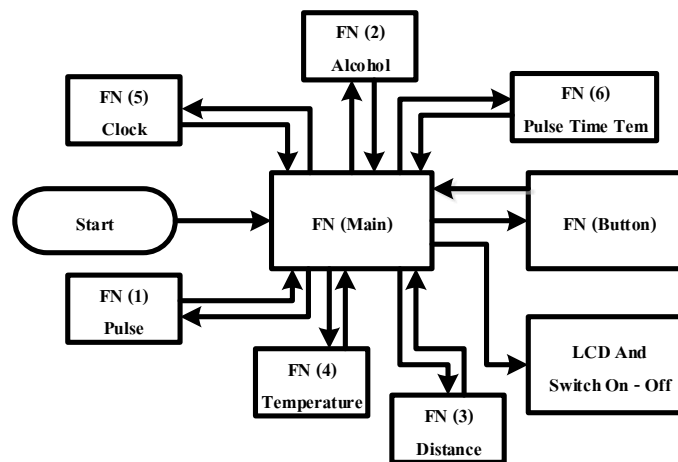 FN (2)
Alcohol
FN (5)
Clock
FN (6)
Pulse Time Tem
Start
FN (Main)
FN (Button)
FN (1)
Pulse
FN (4)
Temperature
LCD And
Switch On - Off
FN (3)
Distance